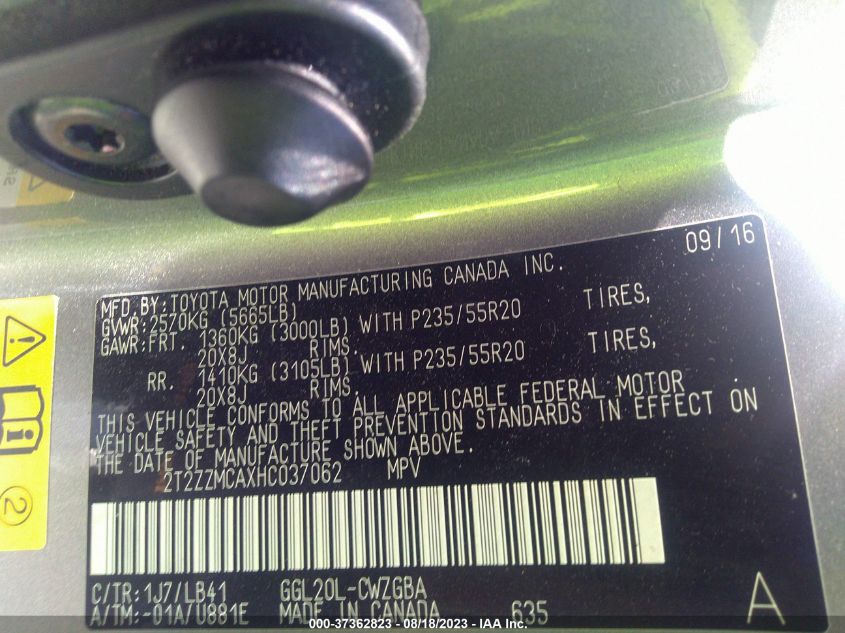 09/16
MFD.BY:TOYOTA MOTOR MANUFACTURING CANADA INC.
GVWR:2570KG (5665LB)
GAWR:FRT. 1360KG (3000LB) WITH P235/55R20 TIRES,
20X8J RIMS.
RR. 1410KG (3105LB) WITH P235/55R20 TIRES,
20X8J RIMS.
THIS VEHICLE CONFORMS TO ALL APPLICABLE FEDERAL MOTOR
VEHICLE SAFETY AND THEFT PREVENTION STANDARDS IN EFFECT ON
THE DATE OF MANUFACTURE SHOWN ABOVE.
2T2ZZMCAXHC037062 MPV
C/TR:1J7/LB41 GGL20L-CWZGBA
A/TM:-01A/U881E MADE IN CANADA 635
A
2
000-37362823 - 08/18/2023 - IAA Inc.